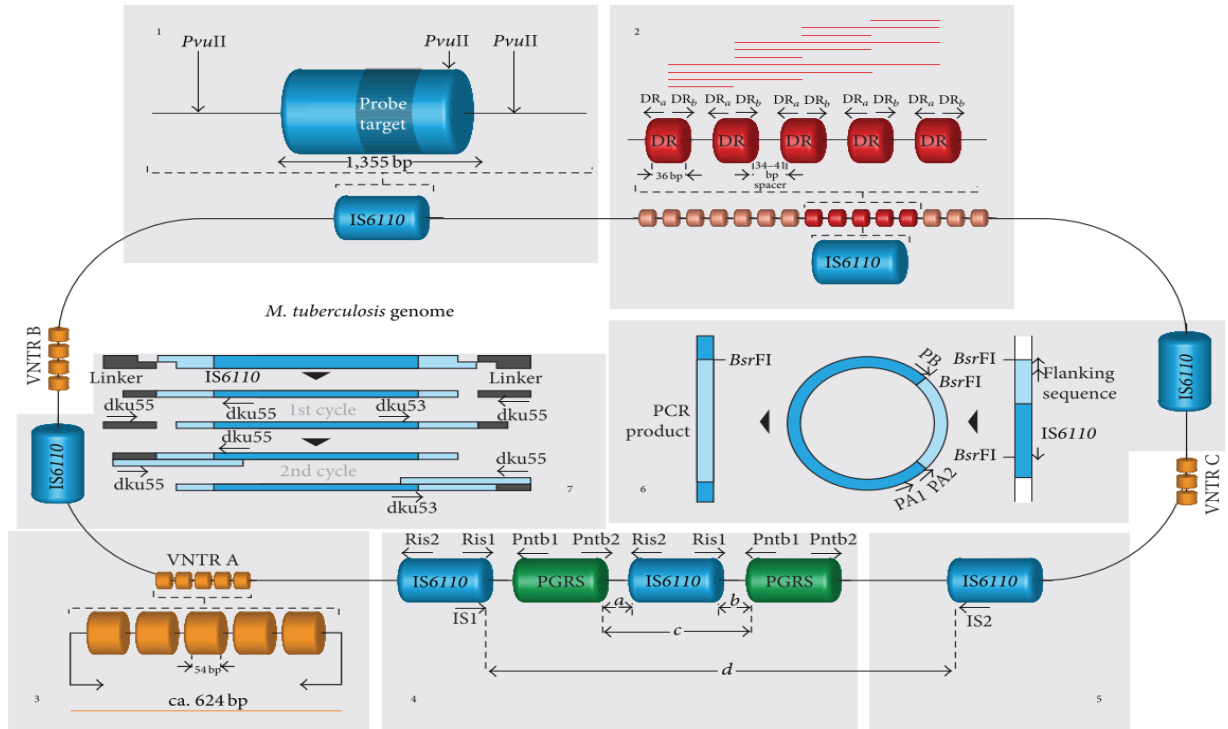 1
PvuII
PvuII
PvuII
Probe
target
1,355 bp
IS6110
2
DRa DRb
DRa DRb
DRa DRb
DRa DRb
DRa DRb
DR
DR
DR
DR
DR
36 bp
34–41
bp
spacer
IS6110
M. tuberculosis genome
VNTR B
IS6110
Linker
IS6110
Linker
dku55
dku55
1st cycle
dku53
dku55
dku55
2nd cycle
dku55
dku55
dku53
7
BsrFI
PCR
product
PB
BsrFI
PA1
PA2
BsrFI
Flanking
sequence
IS6110
BsrFI
6
IS6110
VNTR C
VNTR A
54 bp
ca. 624 bp
3
Ris2
Ris1
Pntb1
Pntb2
Ris2
Ris1
Pntb1
Pntb2
IS6110
PGRS
IS6110
PGRS
IS1
a
b
c
d
4
IS6110
IS2
5